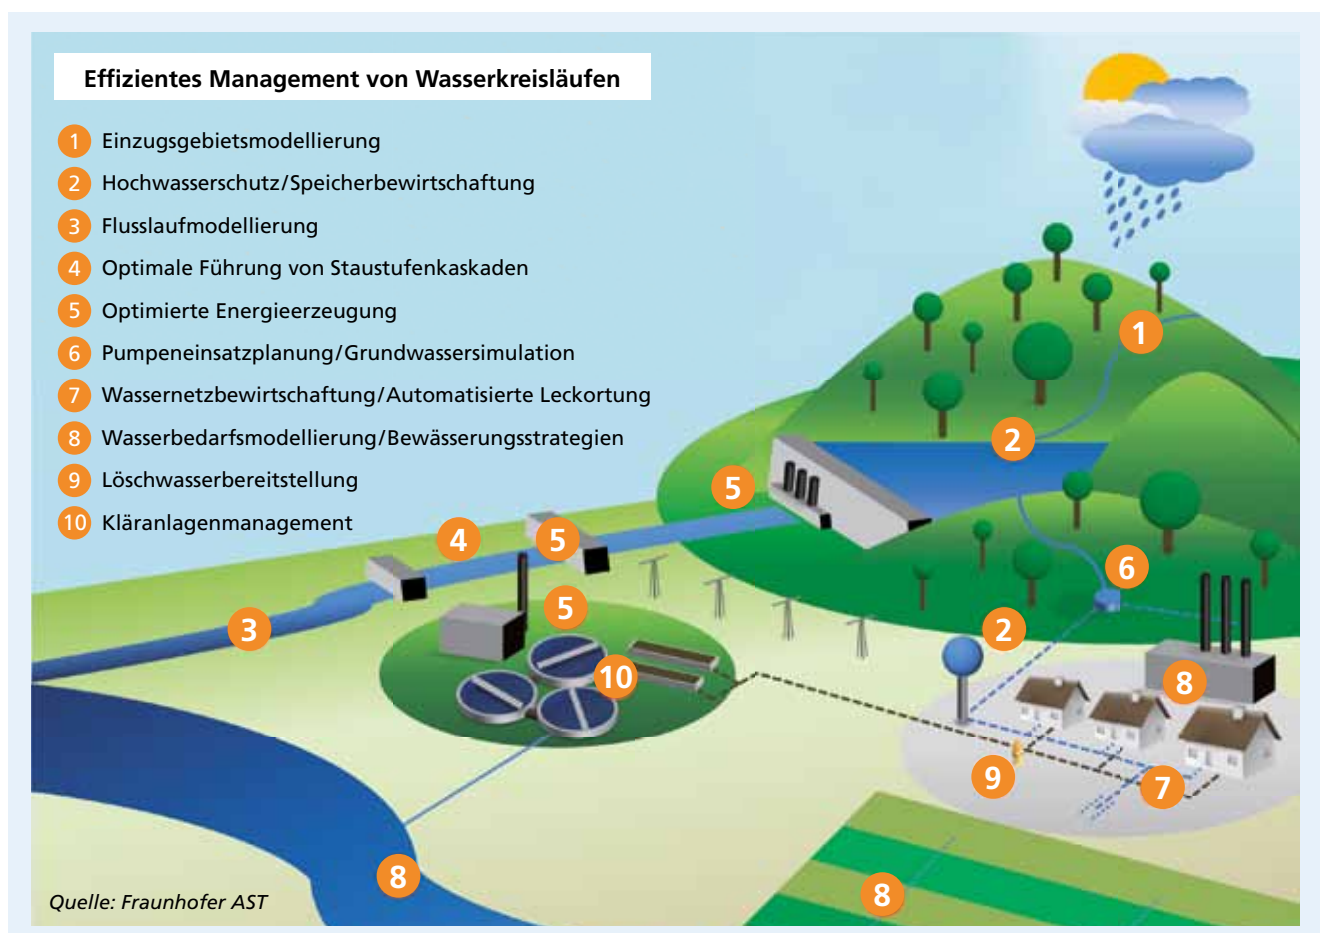 Effizientes Management von Wasserkreisläufen
1 Einzugsgebietsmodellierung
2 Hochwasserschutz/Speicherbewirtschaftung
3 Flusslaufmodellierung
4 Optimale Führung von Staustufenkaskaden
5 Optimierte Energieerzeugung
6 Pumpeneinsatzplanung/Grundwassersimulation
7 Wassernetzbewirtschaftung/Automatisierte Leckortung
8 Wasserbedarfsmodellierung/Bewässerungsstrategien
9 Löschwasserbereitstellung
10 Kläranlagenmanagement
1
2
5
4
5
6
5
3
2
10
8
9
7
8
8
Quelle: Fraunhofer AST